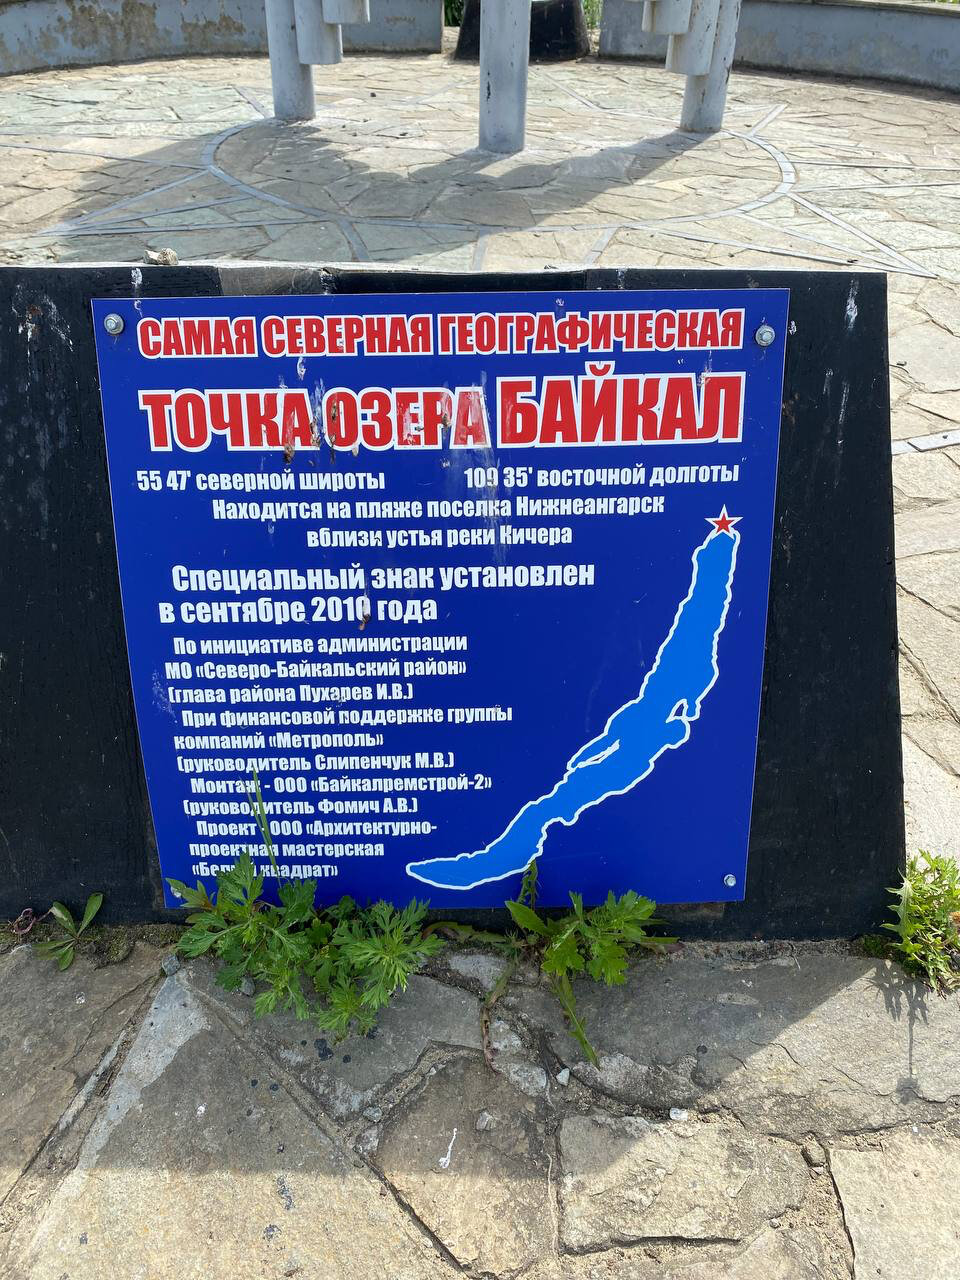 САМАЯ СЕВЕРНАЯ ГЕОГРАФИЧЕСКАЯ
ТОЧКА ОЗЕРА БАЙКАЛ
55 47' северной широты 109 35' восточной долготы
Находится на пляже поселка Нижнеангарск
вблизи устья реки Кичера
Специальный знак установлен
в сентябре 2010 года
По инициативе администрации
МО «Северо-Байкальский район»
(глава района Пухарев И.В.)
При финансовой поддержке группы
компаний «Метрополь»
(руководитель Слипенчук М.В.)
Монтаж - ООО «Байкалремстрой-2»
(руководитель Фомич А.В.)
Проект - ООО «Архитектурно-
проектная мастерская
«Белый квадрат»